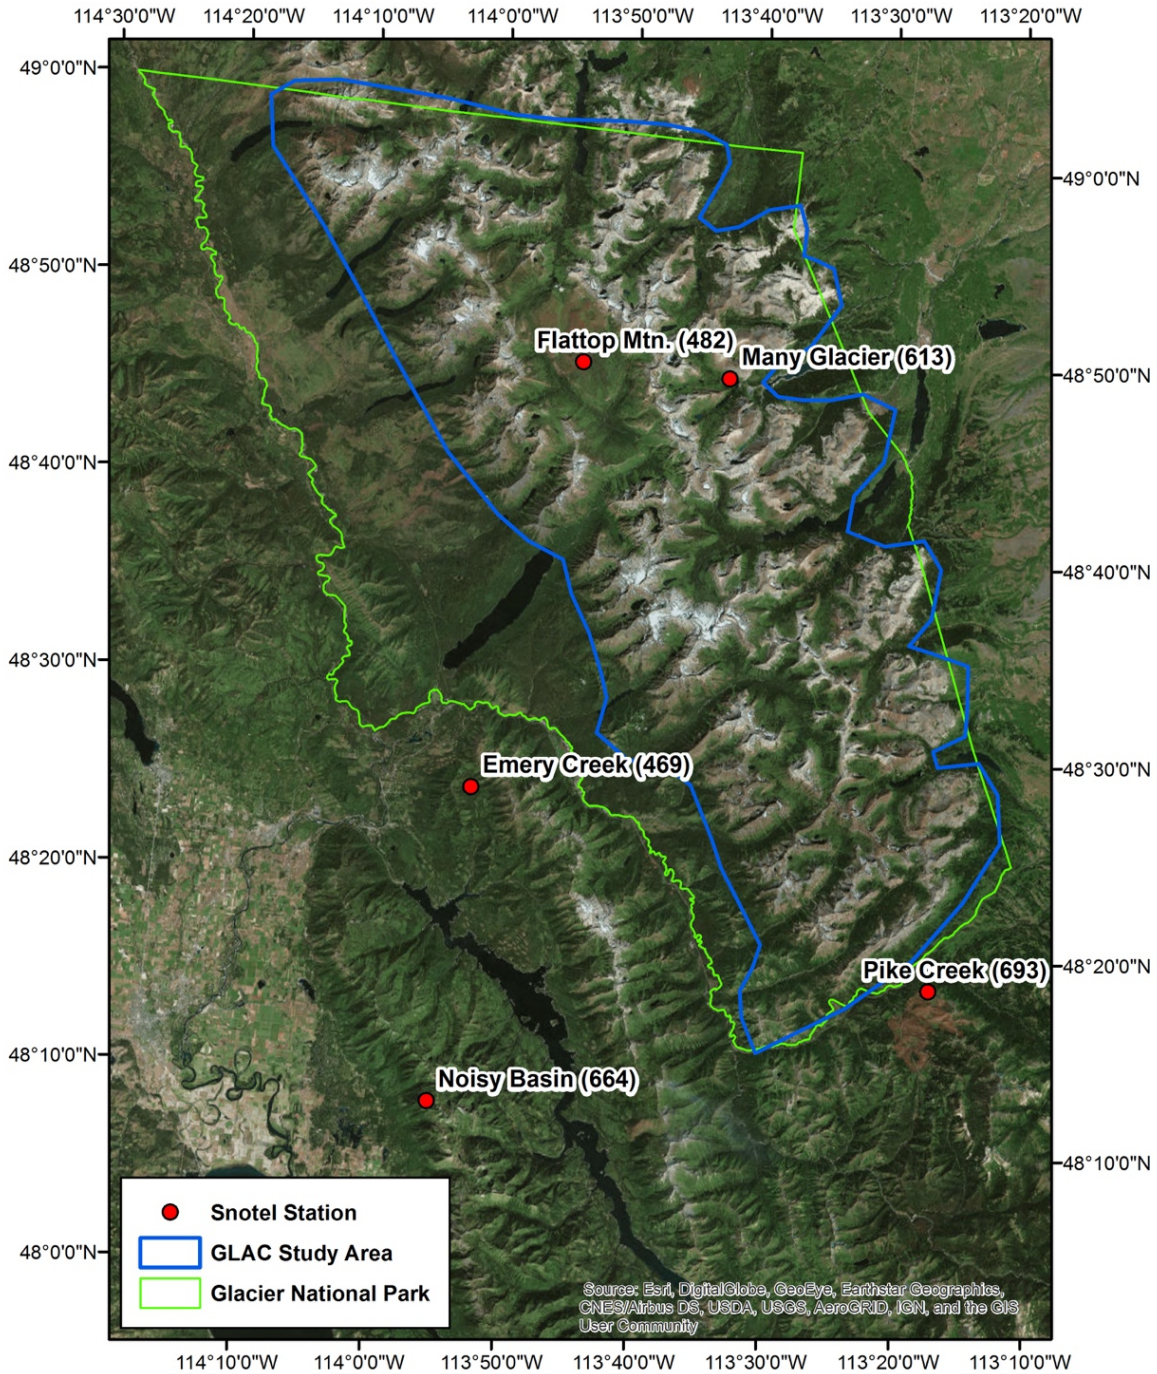 114°30'0"W 114°20'0"W 114°10'0"W 114°0'0"W 113°50'0"W 113°40'0"W 113°30'0"W 113°20'0"W
49°0'0"N
49°0'0"N
48°50'0"N
Flattop Mtn. (482)
Many Glacier (613)
48°50'0"N
48°40'0"N
48°40'0"N
48°30'0"N
Emery Creek (469)
48°30'0"N
48°20'0"N
Pike Creek (693)
48°20'0"N
48°10'0"N
Noisy Basin (664)
48°10'0"N
Snotel Station
GLAC Study Area
48°0'0"N
Glacier National Park
Source: Esri, DigitalGlobe, GeoEye, Earthstar Geographics,
CNES/Airbus DS, USDA, USGS, AeroGRID, IGN, and the GIS
User Community
114°10'0"W 114°0'0"W 113°50'0"W 113°40'0"W 113°30'0"W 113°20'0"W 113°10'0"W